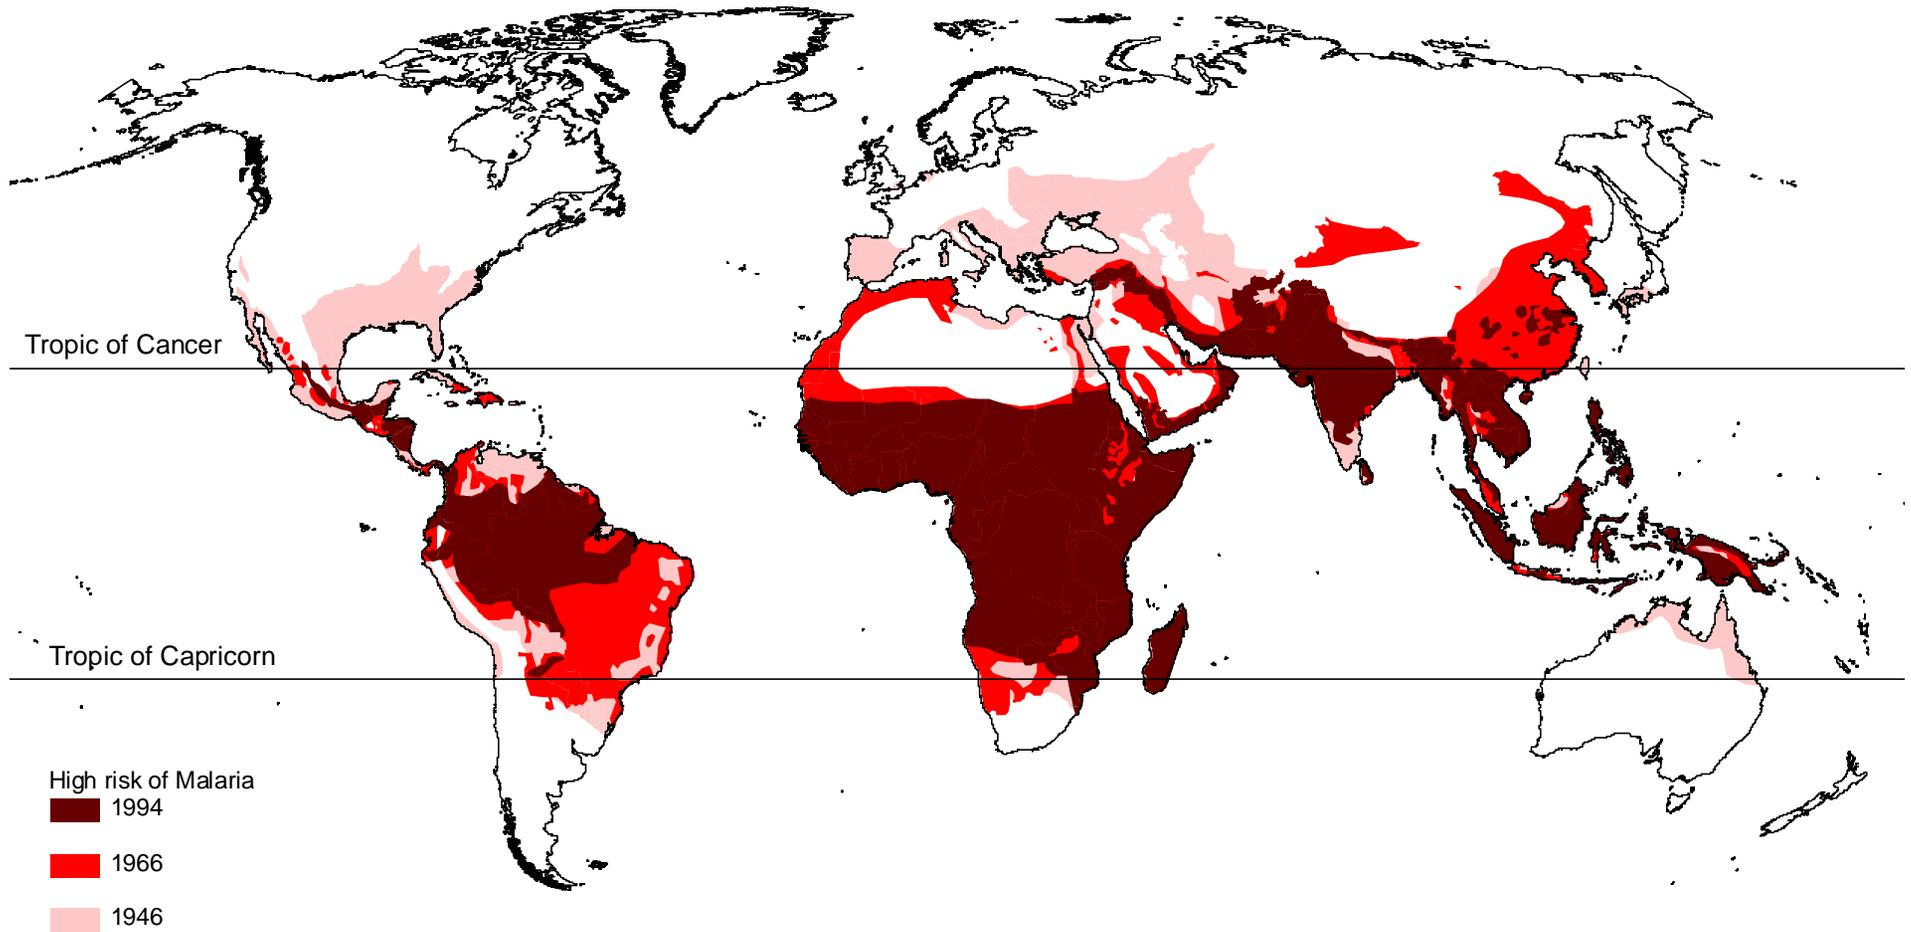 Tropic of Cancer
Tropic of Capricorn
High risk of Malaria
1994
1966
1946